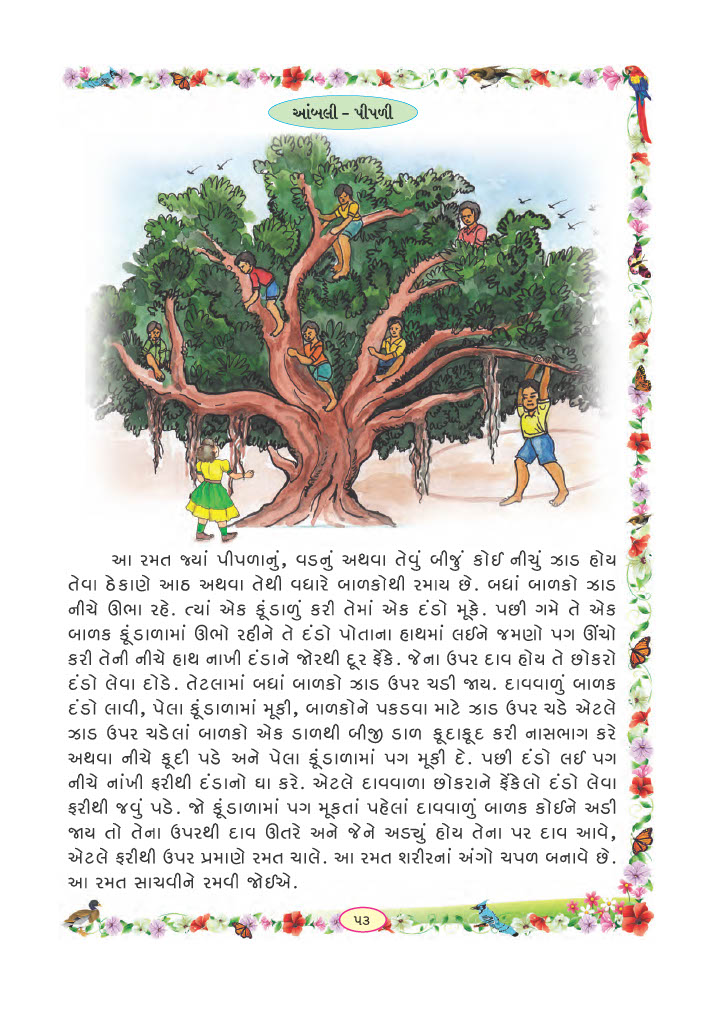 આંબલી – પીપળી
આ રમત જ્યાં પીપળાનું, વડનું અથવા તેવું બીજું કોઈ નીચું ઝાડ હોય
તેવા ઠેકાણે આઠ અથવા તેથી વધારે બાળકોથી રમાય છે. બધાં બાળકો ઝાડ
નીચે ઊભા રહે. ત્યાં એક કૂંડાળું કરી તેમાં એક દંડો મૂકે. પછી ગમે તે એક
બાળક કૂંડાળામાં ઊભો રહીને તે દંડો પોતાના હાથમાં લઈને જમણો પગ ઊંચો
કરી તેની નીચે હાથ નાખી દંડાને જોરથી દૂર ફેંકે. જેના ઉપર દાવ હોય તે છોકરો
દંડો લેવા દોડે. તેટલામાં બધાં બાળકો ઝાડ ઉપર ચડી જાય. દાવવાળું બાળક
દંડો લાવી, પેલા કૂંડાળામાં મૂકી, બાળકોને પકડવા માટે ઝાડ ઉપર ચડે એટલે
ઝાડ ઉપર ચડેલાં બાળકો એક ડાળથી બીજી ડાળ કૂદાકૂદ કરી નાસભાગ કરે
અથવા નીચે કૂદી પડે અને પેલા કૂંડાળામાં પગ મૂકી દે. પછી દંડો લઈ પગ
નીચે નાંખી ફરીથી દંડાનો ઘા કરે. એટલે દાવવાળા છોકરાને ફેંકેલો દંડો લેવા
ફરીથી જવું પડે. જો કૂંડાળામાં પગ મૂકતાં પહેલાં દાવવાળું બાળક કોઈને અડી
જાય તો તેના ઉપરથી દાવ ઊતરે અને જેને અડ્યું હોય તેના પર દાવ આવે,
એટલે ફરીથી ઉપર પ્રમાણે રમત ચાલે. આ રમત શરીરનાં અંગો ચપળ બનાવે છે.
આ રમત સાચવીને રમવી જોઈએ.
૫૩